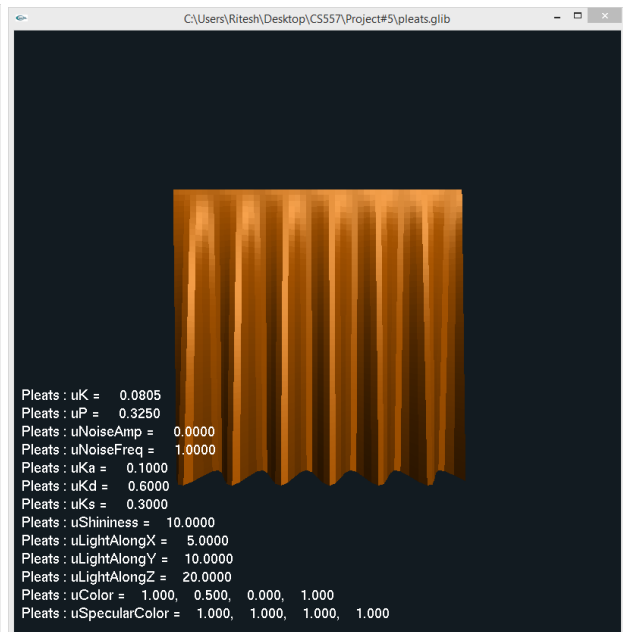 C:\Users\Ritesh\Desktop\CS557\Project#5\pleats.glib
Pleats : uK = 0.0805
Pleats : uP = 0.3250
Pleats : uNoiseAmp = 0.0000
Pleats : uNoiseFreq = 1.0000
Pleats : uKa = 0.1000
Pleats : uKd = 0.6000
Pleats : uKs = 0.3000
Pleats : uShininess = 10.0000
Pleats : uLightAlongX = 5.0000
Pleats : uLightAlongY = 10.0000
Pleats : uLightAlongZ = 20.0000
Pleats : uColor = 1.000, 0.500, 0.000, 1.000
Pleats : uSpecularColor = 1.000, 1.000, 1.000, 1.000